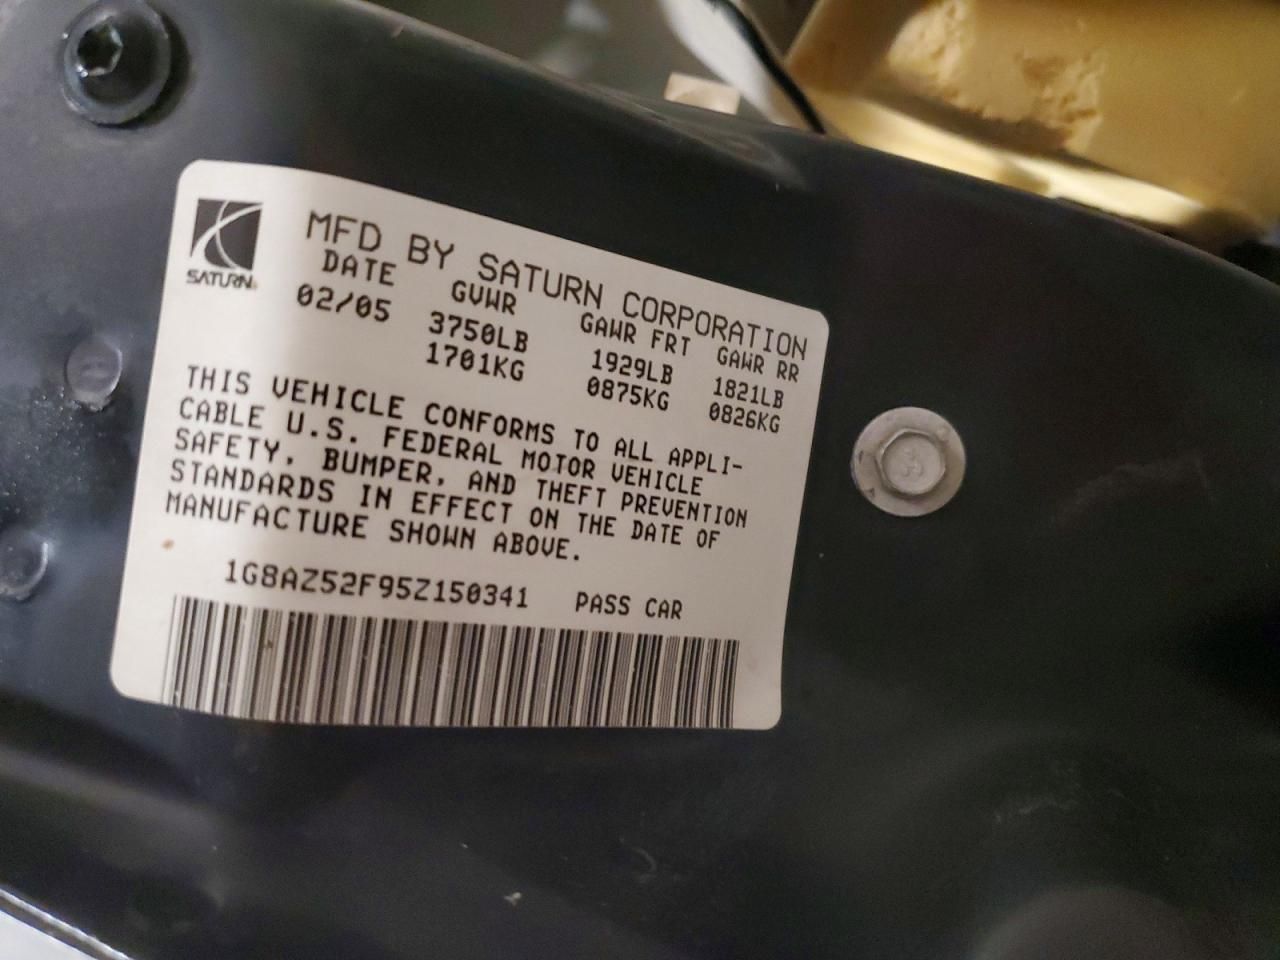 SATURN
MFD BY SATURN CORPORATION
DATE GVWR GAWR FRT GAWR RR
02/05 3750LB 1929LB 1821LB
1701KG 0875KG 0826KG
THIS VEHICLE CONFORMS TO ALL APPLI-
CABLE U.S. FEDERAL MOTOR VEHICLE
SAFETY, BUMPER, AND THEFT PREVENTION
STANDARDS IN EFFECT ON THE DATE OF
MANUFACTURE SHOWN ABOVE.
1G8AZ52F95Z150341 PASS CAR